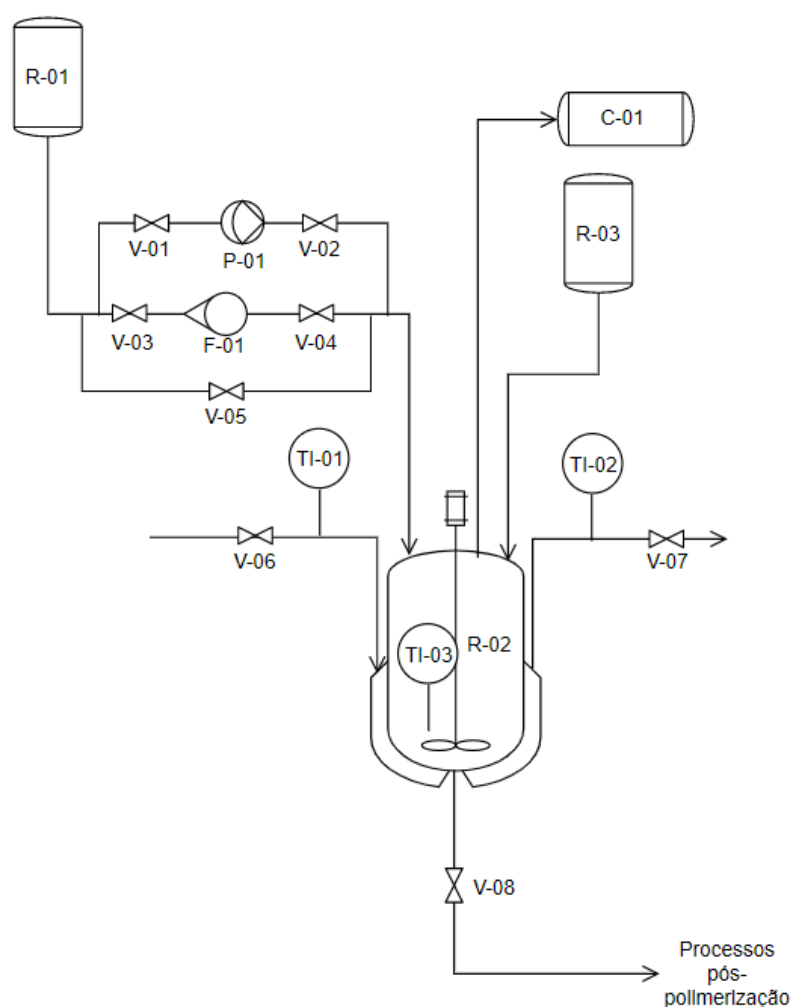 R-01
C-01
R-03
V-01
P-01
V-02
V-03
F-01
V-04
V-05
TI-01
TI-02
V-06
V-07
TI-03
R-02
V-08
Processos
pós-
polimerização